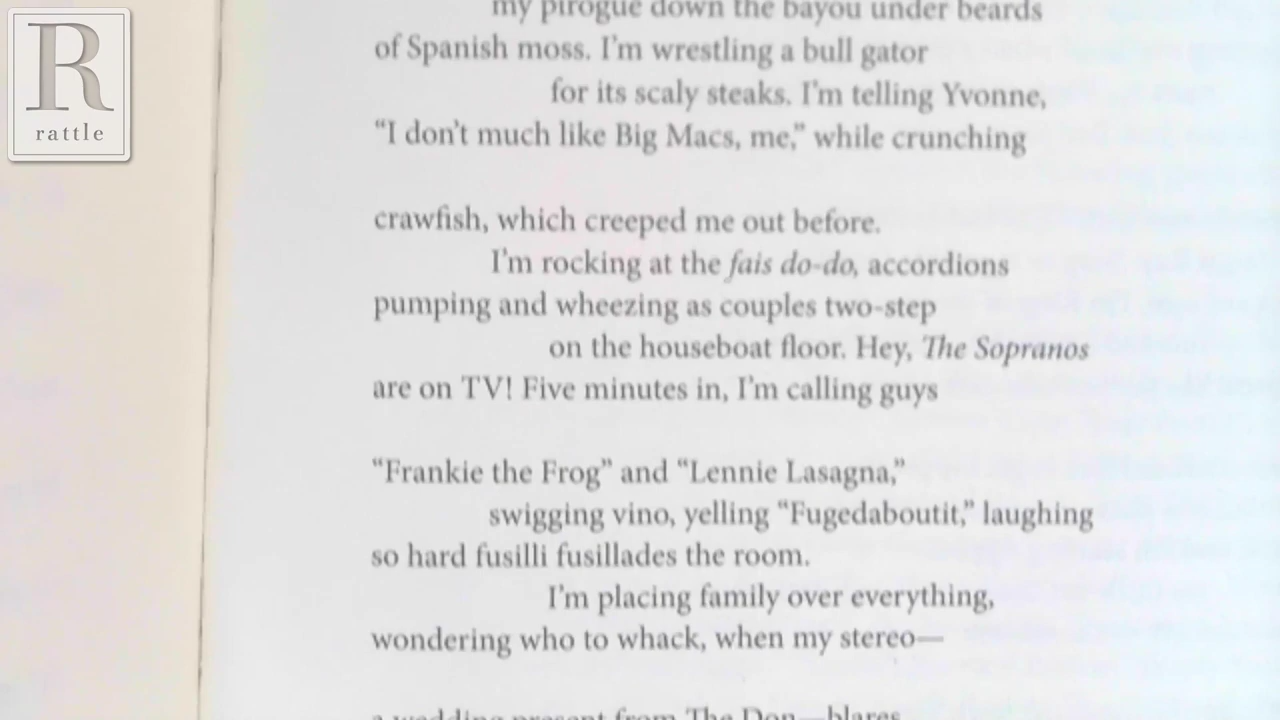 R
rattle
my pirogue down the bayou under beards
of Spanish moss. I'm wrestling a bull gator
for its scaly steaks. I'm telling Yvonne,
“I don't much like Big Macs, me,” while crunching
crawfish, which creeped me out before.
I'm rocking at the fais do-do, accordions
pumping and wheezing as couples two-step
on the houseboat floor. Hey, The Sopranos
are on TV! Five minutes in, I'm calling guys
“Frankie the Frog” and “Lennie Lasagna,”
swigging vino, yelling “Fugedaboutit,” laughing
so hard fusilli fusillades the room.
I'm placing family over everything,
wondering who to whack, when my stereo—
a wedding present from The Don—blares